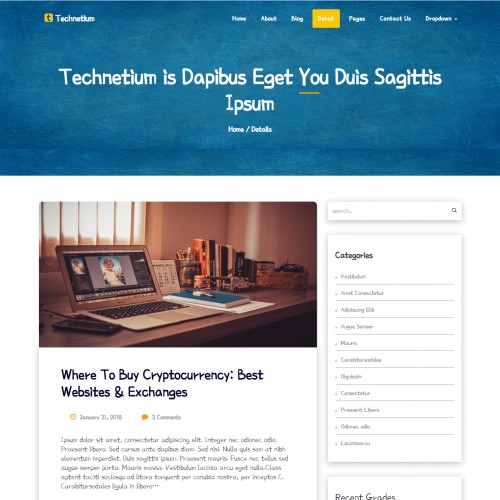 Technetium
Home About Blog Detail Pages Contact Us Dropdown
Technetium is Dapibus Eget You Duis Sagittis
Ipsum
Home / Details
search...
Categories
Vestibulum
Amet Consectetur
Adipiscing Elit
Augue Semper
Mauris
Curabitursodales
Dignissim
Consectetur
Praesent Libero
Odionec odio
Lacinia arcu
Recent Grades
Where To Buy Cryptocurrency: Best
Websites & Exchanges
January 31, 2018 3 Comments
Ipsum dolor sit amet, consectetur adipiscing elit. Integer nec odionec odio.
Praesent libero. Sed cursus ante dapibus diam. Sed nisi. Nulla quis sem at nibh
elementum imperdiet. Duis sagittis ipsum. Praesent mauris. Fusce nec tellus sed
augue semper porta. Mauris massa. Vestibulum lacinia arcu eget nulla.Class
aptent taciti sociosqu ad litora torquent per conubia nostra, per inceptos C.
Curabitursodales ligula in libero...